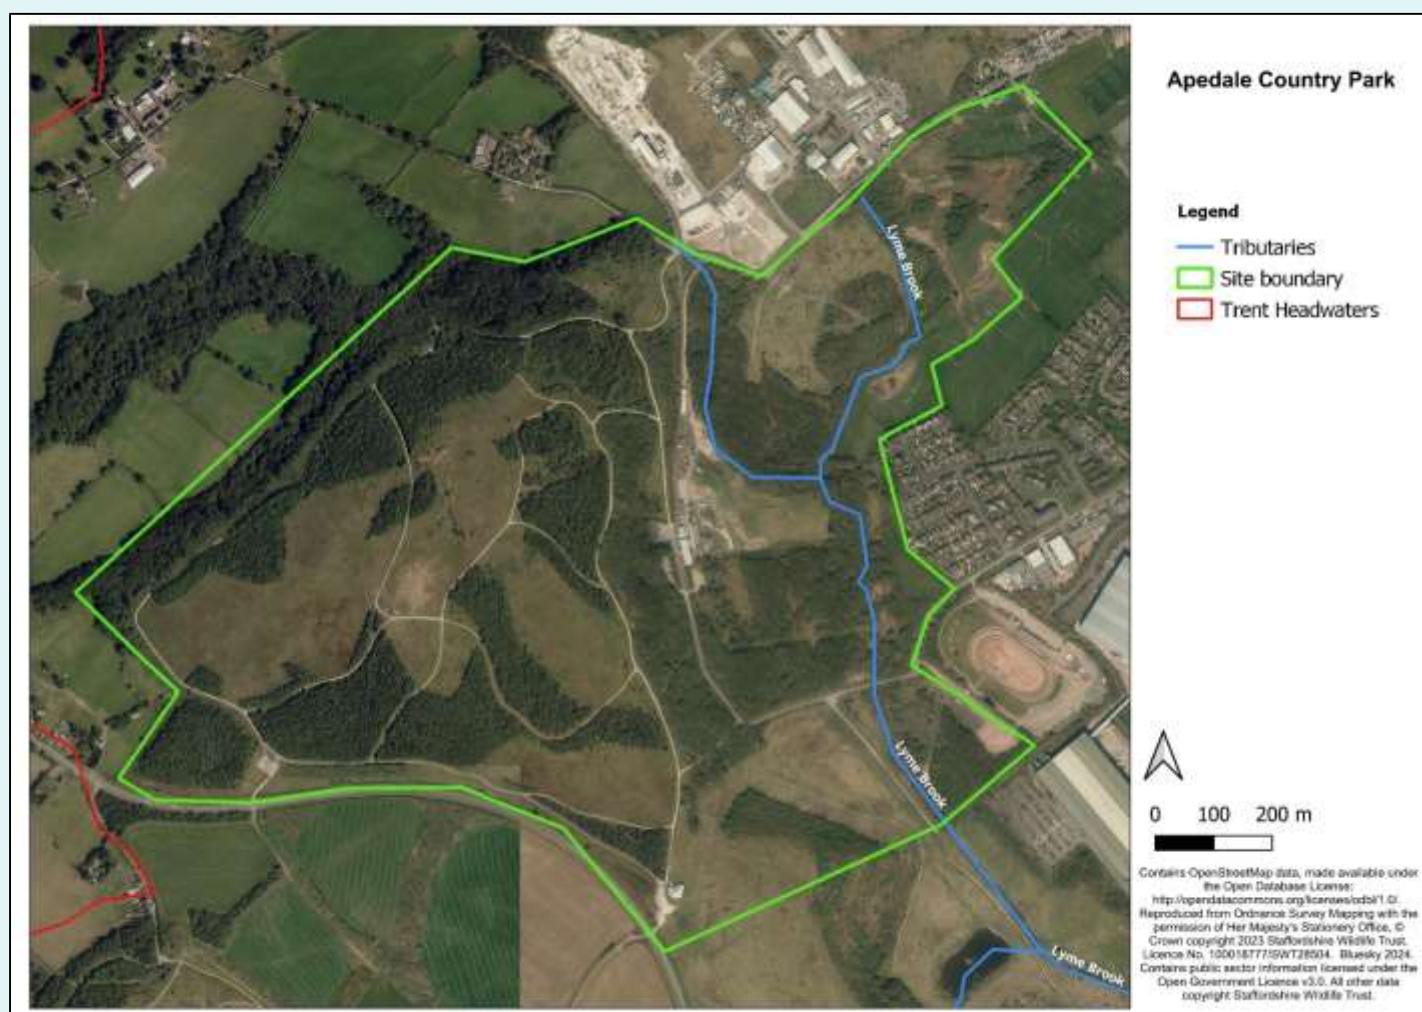 Apedale Country Park
Legend
Tributaries
Site boundary
Trent Headwaters
Lyme Brook
Lyme Brook
Lyme Brook
0 100 200 m
Contains OpenStreetMap data, made available under
the Open Database License:
http://opendatacommons.org/licenses/odbl/1.0/.
Reproduced from Ordnance Survey Mapping with the
permission of Her Majesty's Stationery Office, ©
Crown copyright 2023 Staffordshire Wildlife Trust.
Licence No. 100018777/SWT28504. Bluesky 2024.
Contains public sector information licensed under the
Open Government Licence v3.0. All other data
copyright Staffordshire Wildlife Trust.